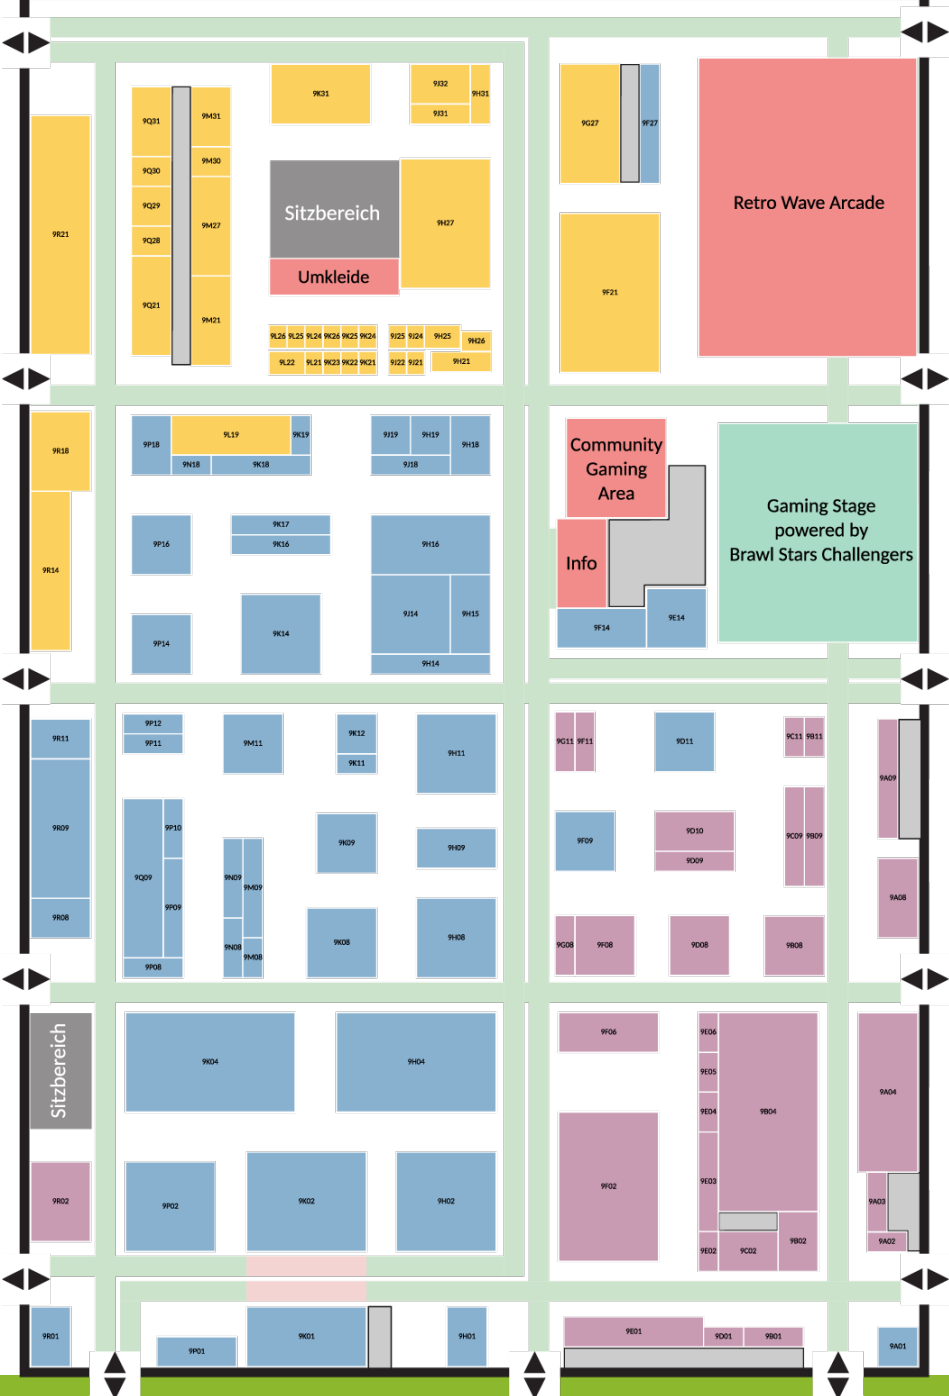 9K31
9J32
9H31
9J31
9G27
9F27
Retro Wave Arcade
9Q31
9M31
9Q30
9M30
9Q29
9M27
9Q28
9Q21
9M21
9R21
Sitzbereich
9H27
Umkleide
9F21
9L26 9L25 9L24 9K26 9K25 9K24 9J25 9J24 9H25 9H26
9L22 9L21 9K23 9K22 9K21 9J22 9J21 9H21
9R18
9P18
9L19
9K19
9N18
9K18
9J19
9H19
9H18
9J18
Community
Gaming
Area
Gaming Stage
powered by
Brawl Stars Challengers
Info
9R14
9P16
9K17
9K16
9H16
9P14
9K14
9J14
9H15
9H14
9F14
9E14
9R11
9P12
9P11
9M11
9K12
9K11
9H11
9G11
9F11
9D11
9C11
9B11
9A09
9R09
9Q09
9P10
9P09
9N09
9M09
9K09
9H09
9F09
9D10
9D09
9C09
9B09
9A08
9R08
9P08
9N08
9M08
9K08
9H08
9G08
9F08
9D08
9B08
Sitzbereich
9K04
9H04
9F06
9E06
9E05
9E04
9B04
9A04
9R02
9P02
9K02
9H02
9F02
9E03
9E02
9C02
9B02
9A03
9A02
9R01
9P01
9K01
9H01
9E01
9D01
9B01
9A01